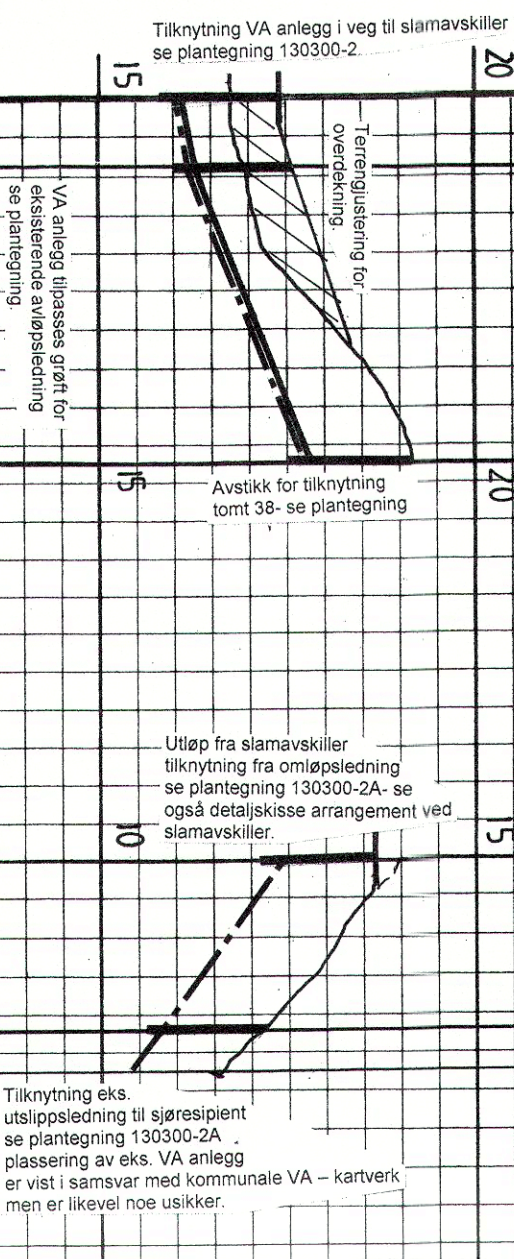 Tilknytning VA anlegg i veg til slamavskiller
se plantegning 130300-2
20
15
Terrengjustering for
overdekning.
VA anlegg tilpasses grøft for
eksisterende avløpsledning
se plantegning.
15
20
Avstikk for tilknytning
tomt 38- se plantegning
Utløp fra slamavskiller
tilknytning fra omløpsledning
se plantegning 130300-2A- se
også detaljskisse arrangement ved
slamavskiller.
10
15
Tilknytning eks.
utslippsledning til sjøresipient
se plantegning 130300-2A
plassering av eks. VA anlegg
er vist i samsvar med kommunale VA – kartverk
men er likevel noe usikker.